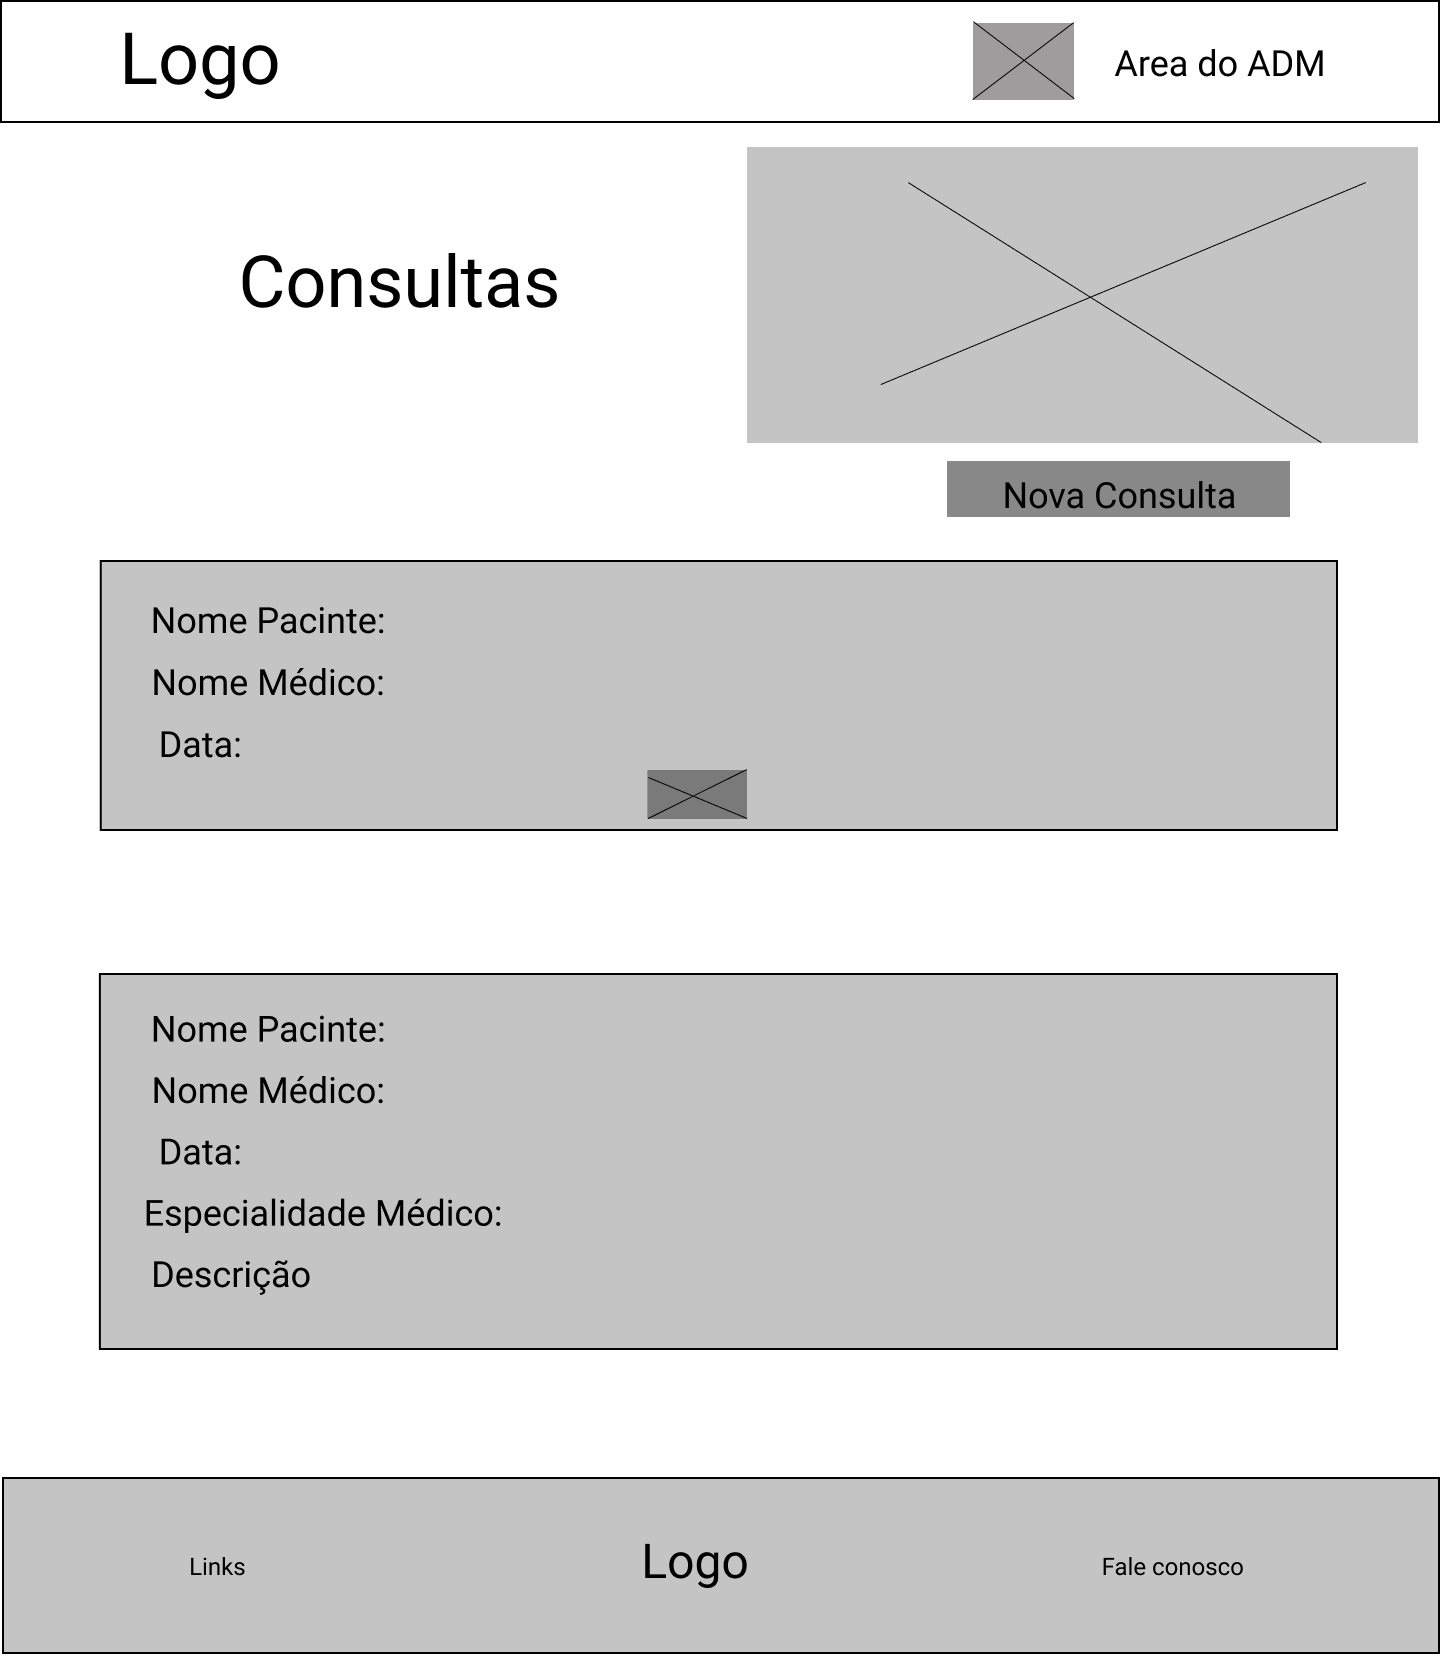 Logo
Area do ADM
Consultas
Nova Consulta
Nome Pacinte:
Nome Médico:
Data:
Nome Pacinte:
Nome Médico:
Data:
Especialidade Médico:
Descrição
Links
Logo
Fale conosco